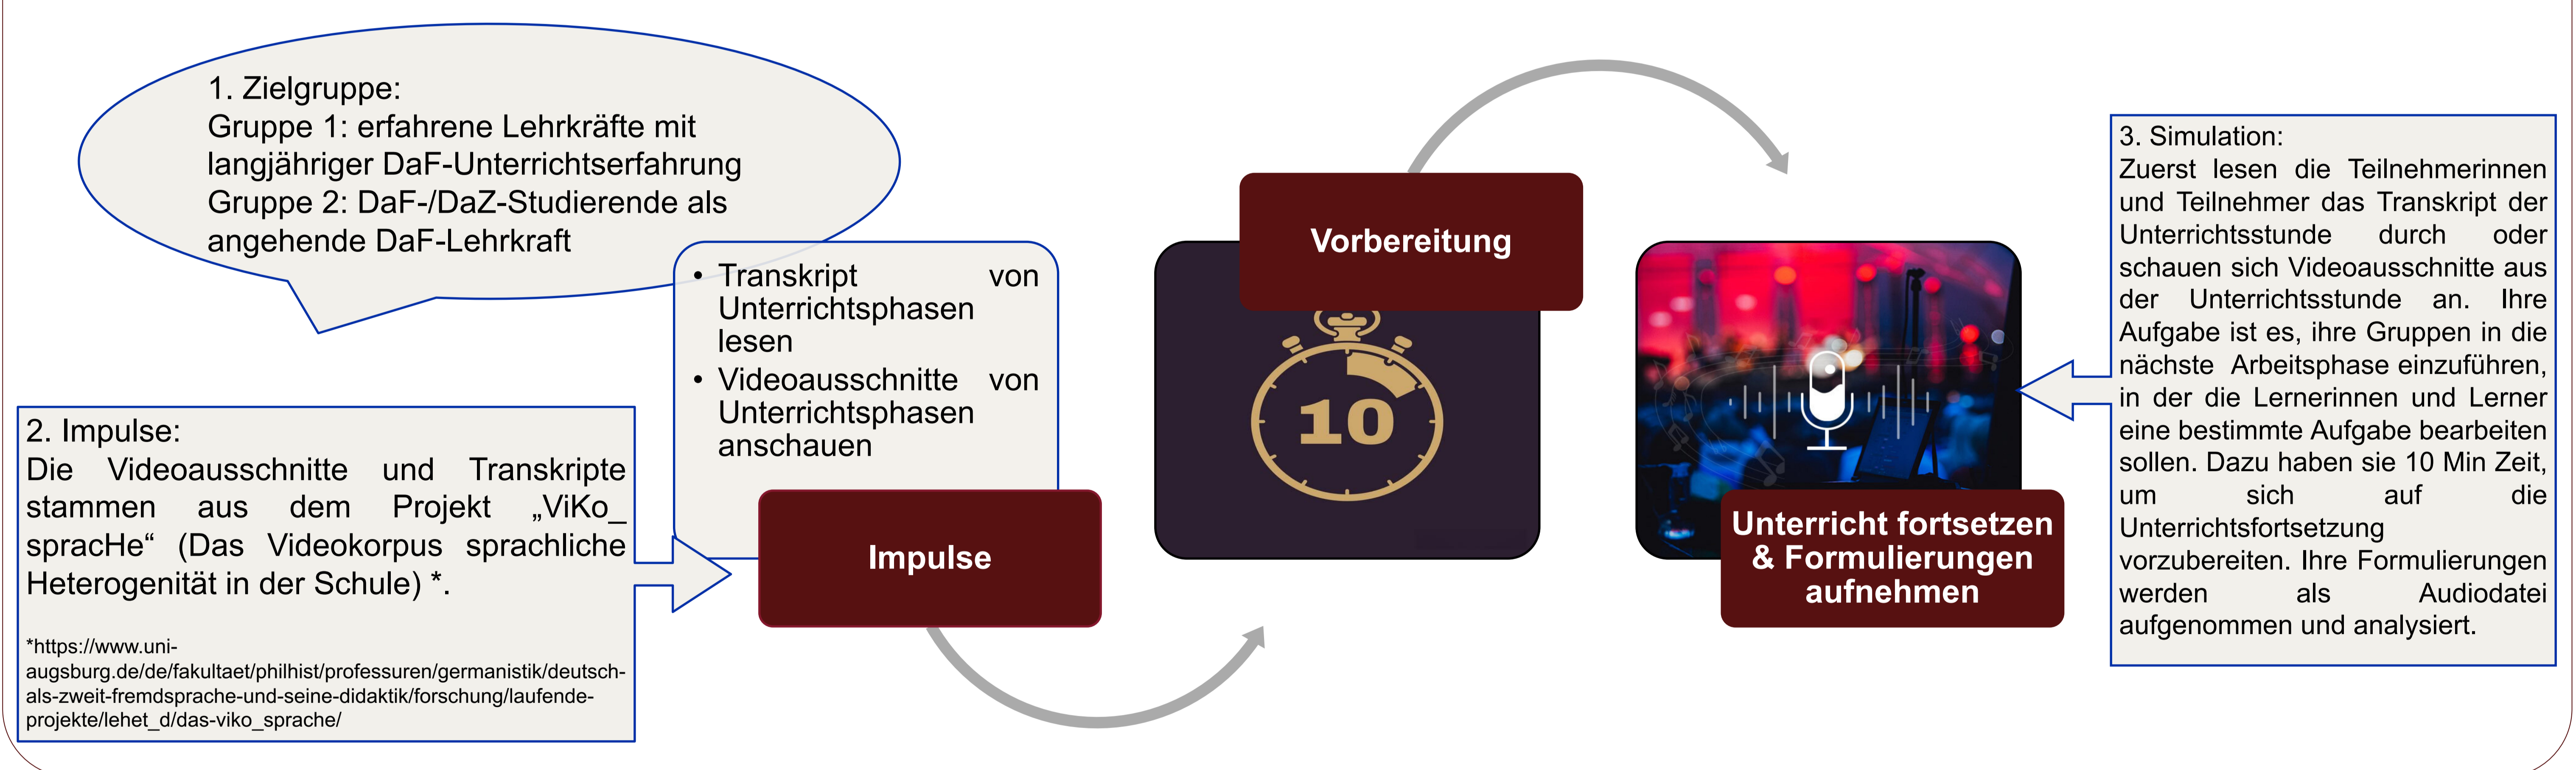 1. Zielgruppe:
Gruppe 1: erfahrene Lehrkräfte mit
langjähriger DaF-Unterrichtserfahrung
Gruppe 2: DaF-/DaZ-Studierende als
angehende DaF-Lehrkraft
2. Impulse:
Die Videoausschnitte und Transkripte
stammen aus dem Projekt „ViKo_
spracHe“ (Das Videokorpus sprachliche
Heterogenität in der Schule) *.
*https://www.uni-
augsburg.de/de/fakultaet/philhist/professuren/germanistik/deutsch-
als-zweit-fremdsprache-und-seine-didaktik/forschung/laufende-
projekte/lehet_d/das-viko_sprache/
• Transkript von
Unterrichtsphasen
lesen
• Videoausschnitte von
Unterrichtsphasen
anschauen
Impulse
Vorbereitung
10
Unterricht fortsetzen
& Formulierungen
aufnehmen
3. Simulation:
Zuerst lesen die Teilnehmerinnen
und Teilnehmer das Transkript der
Unterrichtsstunde durch oder
schauen sich Videoausschnitte aus
der Unterrichtsstunde an. Ihre
Aufgabe ist es, ihre Gruppen in die
nächste Arbeitsphase einzuführen,
in der die Lernerinnen und Lerner
eine bestimmte Aufgabe bearbeiten
sollen. Dazu haben sie 10 Min Zeit,
um sich auf die
Unterrichtsfortsetzung
vorzubereiten. Ihre Formulierungen
werden als Audiodatei
aufgenommen und analysiert.